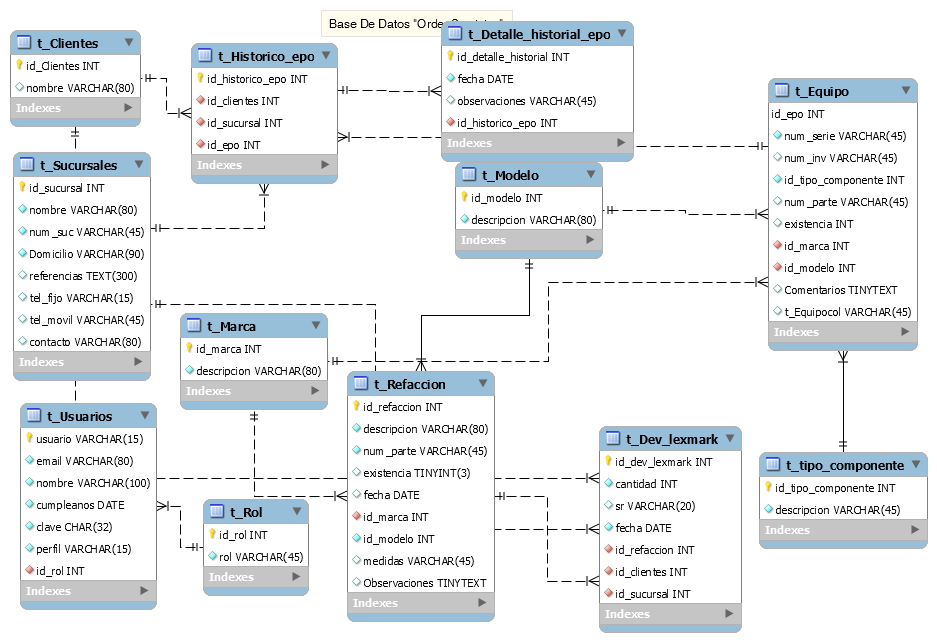 Base De Datos "Orde
t_Clientes
id_Clientes INT
nombre VARCHAR(80)
Indexes
t_Historico_epo
id_historico_epo INT
id_clientes INT
id_sucursal INT
id_epo INT
Indexes
t_Detalle_historial_epo
id_detalle_historial INT
fecha DATE
observaciones VARCHAR(45)
id_historico_epo INT
Indexes
t_Equipo
id_epo INT
num_serie VARCHAR(45)
num_inv VARCHAR(45)
id_tipo_componente INT
num_parte VARCHAR(45)
existencia INT
id_marca INT
id_modelo INT
Comentarios TINYTEXT
t_Equipocol VARCHAR(45)
Indexes
t_Sucursales
id_sucursal INT
nombre VARCHAR(80)
num_suc VARCHAR(45)
Domicilio VARCHAR(90)
referencias TEXT(300)
tel_fijo VARCHAR(15)
tel_movil VARCHAR(45)
contacto VARCHAR(80)
Indexes
t_Modelo
id_modelo INT
descripcion VARCHAR(80)
Indexes
t_Marca
id_marca INT
descripcion VARCHAR(80)
Indexes
t_Refaccion
id_refaccion INT
descripcion VARCHAR(80)
num_parte VARCHAR(45)
existencia TINYINT(3)
fecha DATE
id_marca INT
id_modelo INT
medidas VARCHAR(45)
Observaciones TINYTEXT
Indexes
t_Usuarios
usuario VARCHAR(15)
email VARCHAR(80)
nombre VARCHAR(100)
cumpleanos DATE
clave CHAR(32)
perfil VARCHAR(15)
id_rol INT
Indexes
t_Rol
id_rol INT
rol VARCHAR(45)
Indexes
t_Dev_lexmark
id_dev_lexmark INT
cantidad INT
sr VARCHAR(20)
fecha DATE
id_refaccion INT
id_clientes INT
id_sucursal INT
Indexes
t_tipo_componente
id_tipo_componente INT
descripcion VARCHAR(45)
Indexes